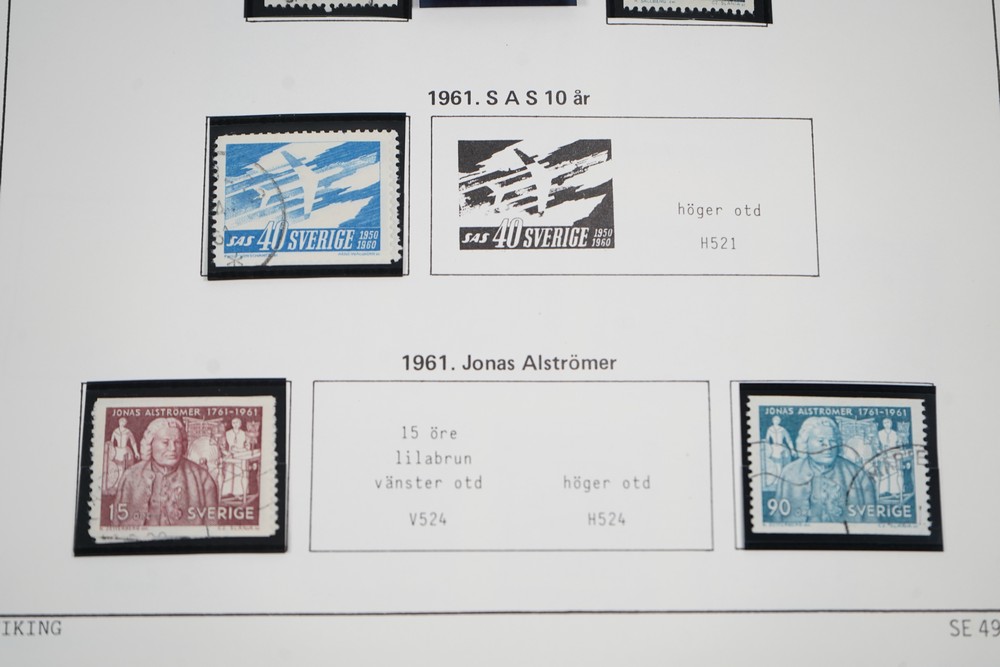 1961. S A S 10 år
SAS 40 SVERIGE 1950 1960
SAS 40 SVERIGE 1950 1960
höger otd
H521
1961. Jonas Alströmer
JONAS ALSTRÖMER 1761-1961
15 ÖRE SVERIGE
15 öre
lilabrun
vänster otd
V524
höger otd
H524
JONAS ALSTRÖMER 1761-1961
90 SVERIGE
IKING
SE 49